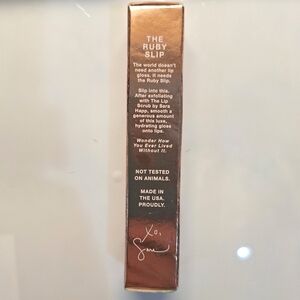 THE
RUBY
SLIP
The world doesn't
need another lip
gloss. It needs
the Ruby Slip.
Slip into this.
After exfoliating
with The Lip
Scrub by Sara
Happ, smooth a
generous amount
of this luxe,
hydrating gloss
onto lips.
Wonder How
You Ever Lived
Without It.
NOT TESTED
ON ANIMALS.
MADE IN
THE USA.
PROUDLY.
Xo,
Sara